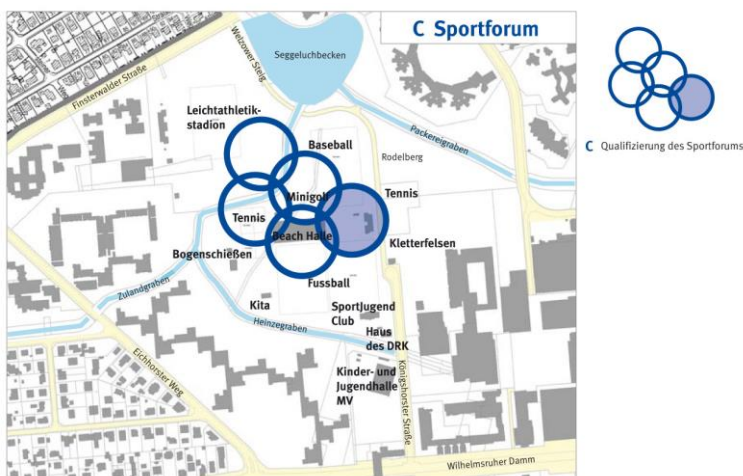 C Sportforum
Seggeluchbecken
Welzower Steig
Finsterwalder Straße
Leichtathletik-
stadion
Baseball
Packereigraben
Rodelberg
Minigolf
Tennis
Tennis
Beach Halle
Kletterfelsen
Bogenschießen
Fussball
Zulandgraben
Kita
SportJugend
Club
Heinzegraben
Haus
des DRK
Kinder- und
Jugendhalle
MV
Königshorster Straße
Eichhorster Weg
Wilhelmsruher Damm
C Qualifizierung des Sportforums